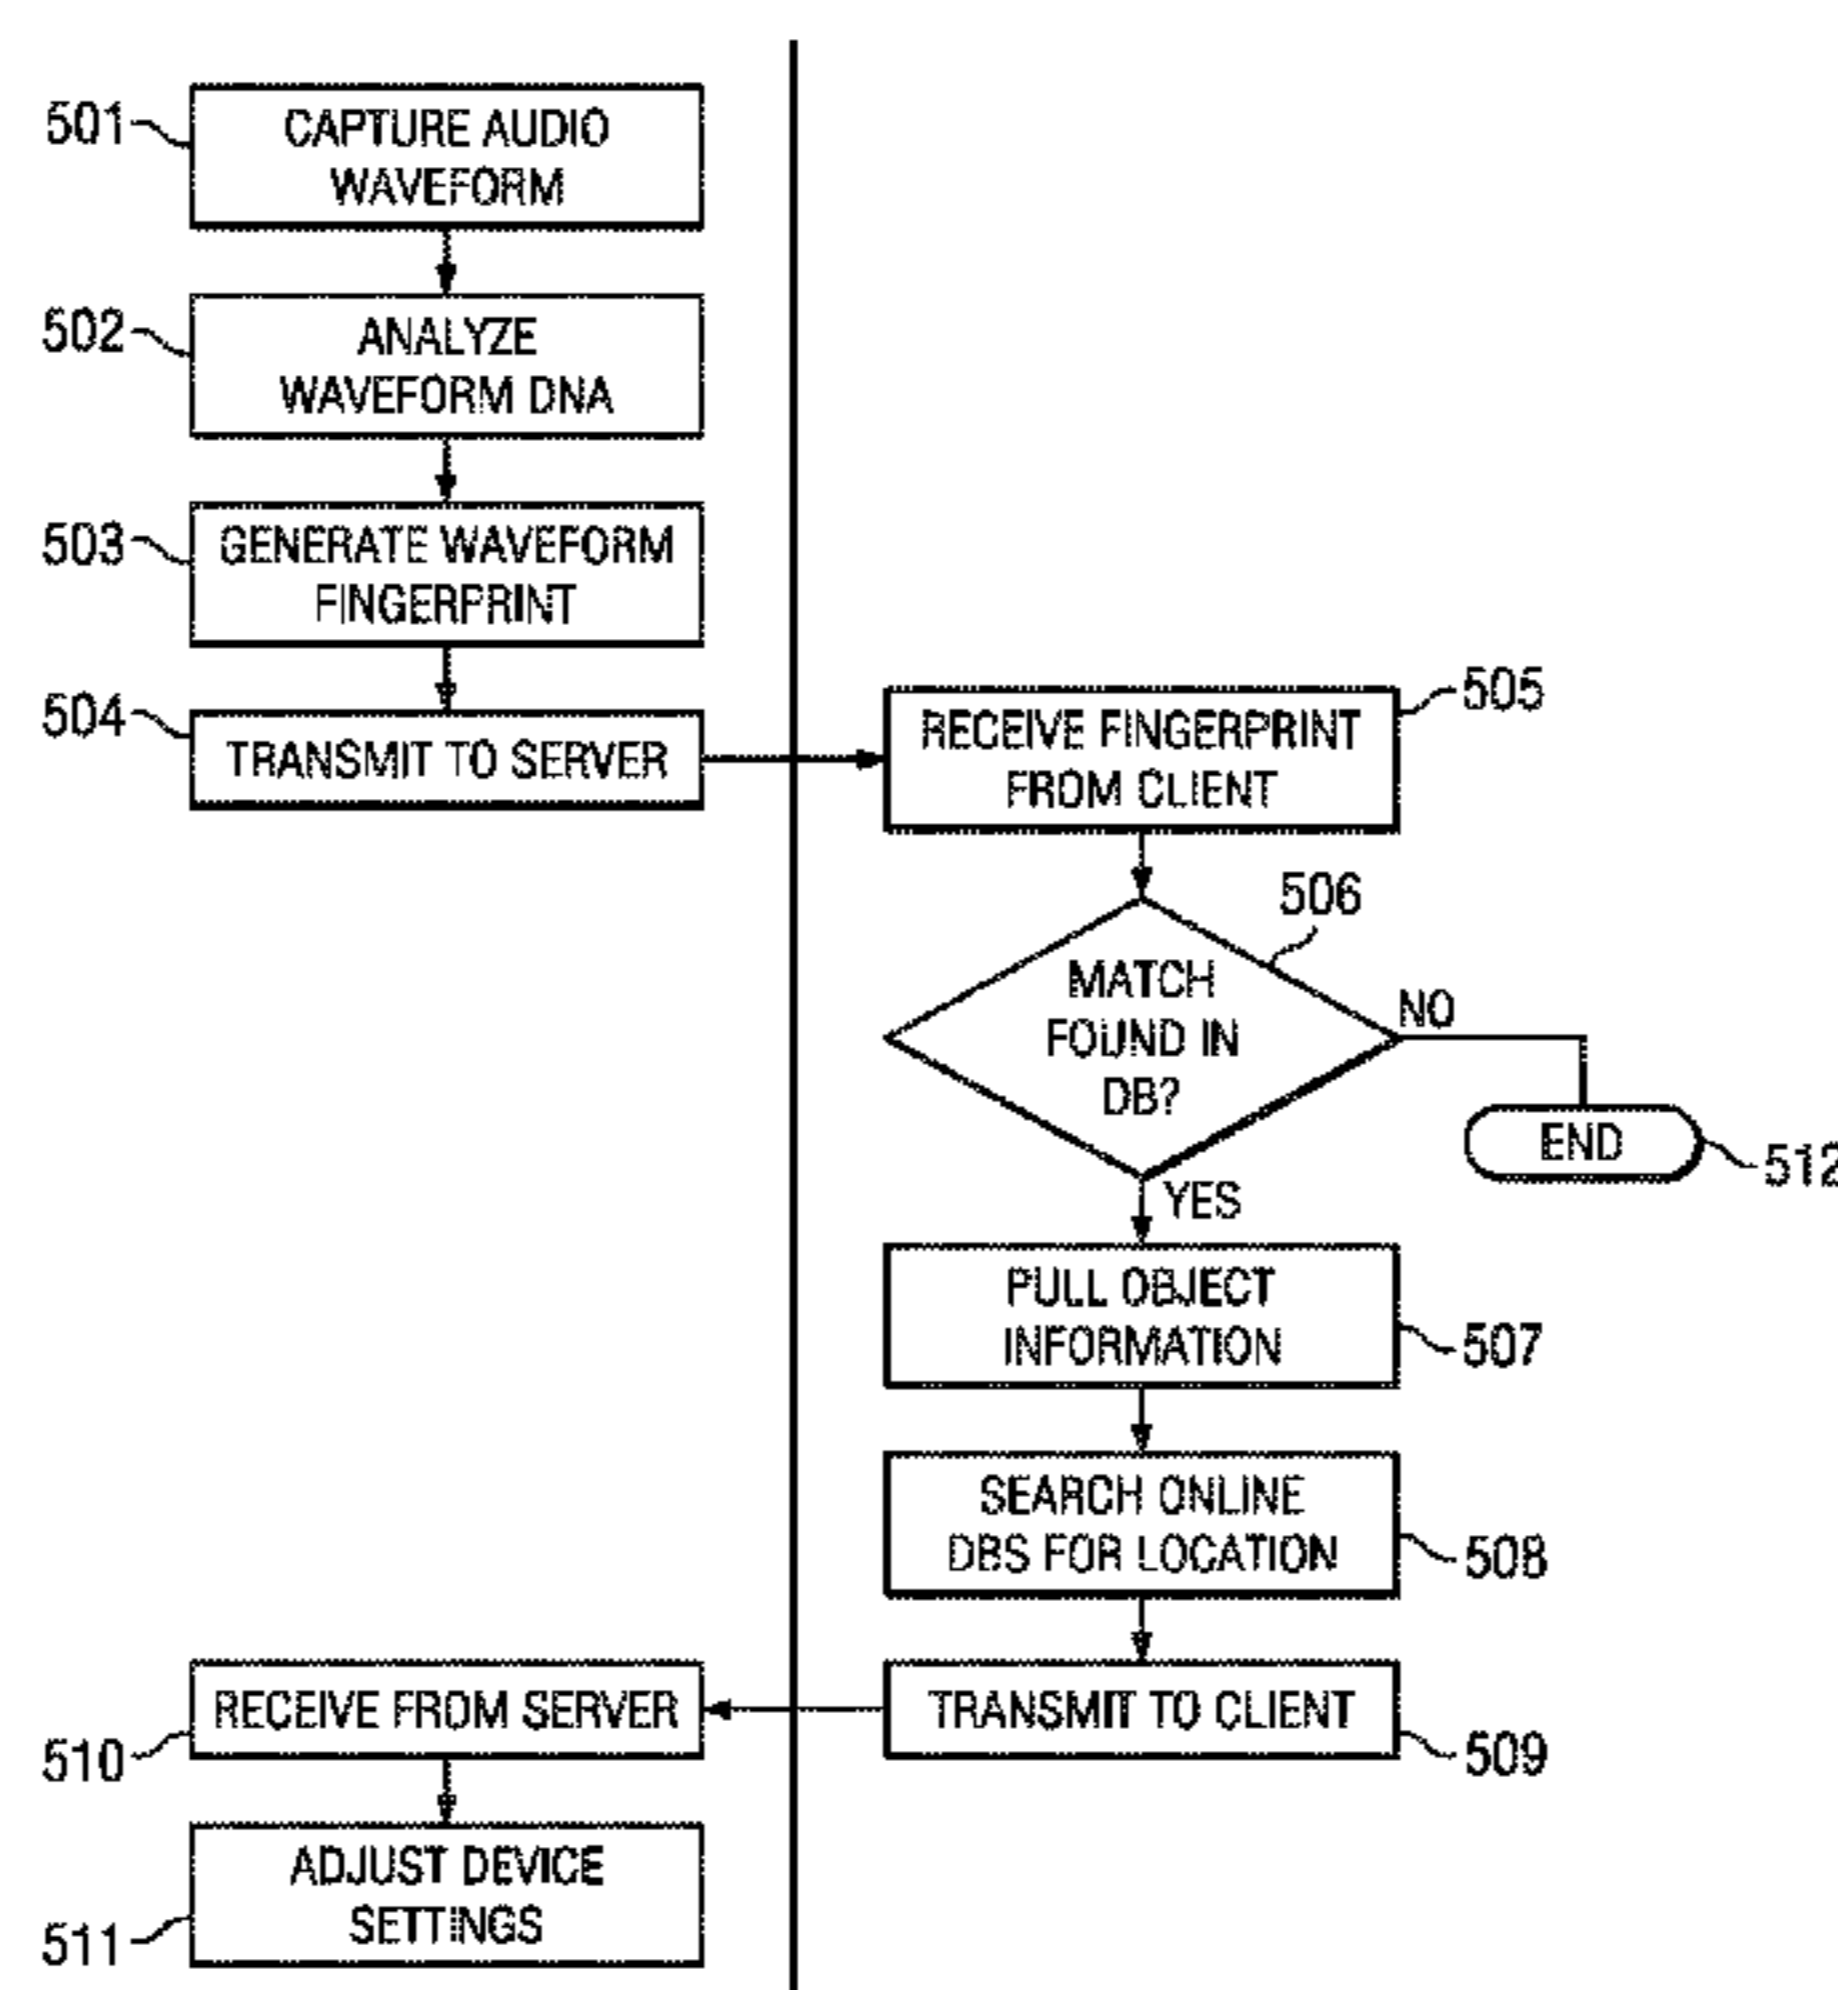 501
CAPTURE AUDIO
WAVEFORM
502
ANALYZE
WAVEFORM DNA
503
GENERATE WAVEFORM
FINGERPRINT
504
TRANSMIT TO SERVER
505
RECEIVE FINGERPRINT
FROM CLIENT
506
MATCH
FOUND IN
DB?
NO
END
512
YES
PULL OBJECT
INFORMATION
507
SEARCH ONLINE
DBS FOR LOCATION
508
TRANSMIT TO CLIENT
509
RECEIVE FROM SERVER
510
ADJUST DEVICE
SETTINGS
511